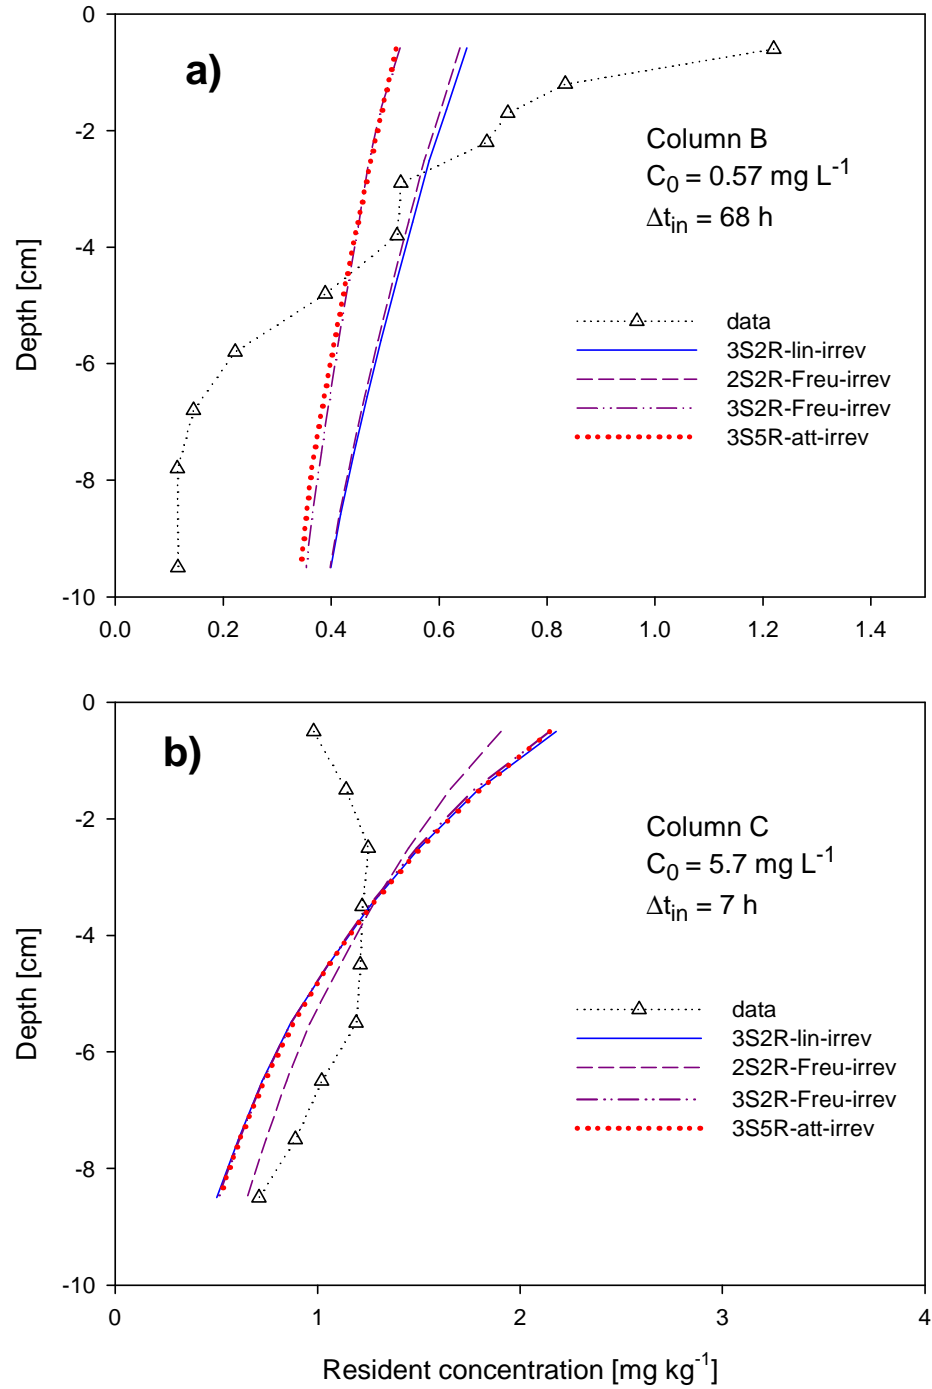 0
a)
-2
Column B
C0 = 0.57 mg L-1
Δtin = 68 h
-4
Depth [cm]
data
3S2R-lin-irrev
-6
2S2R-Freu-irrev
3S2R-Freu-irrev
3S5R-att-irrev
-8
-10
0.0 0.2 0.4 0.6 0.8 1.0 1.2 1.4
0
b)
-2
Column C
C0 = 5.7 mg L-1
Δtin = 7 h
-4
Depth [cm]
data
3S2R-lin-irrev
-6
2S2R-Freu-irrev
3S2R-Freu-irrev
3S5R-att-irrev
-8
-10
0 1 2 3 4
Resident concentration [mg kg-1]